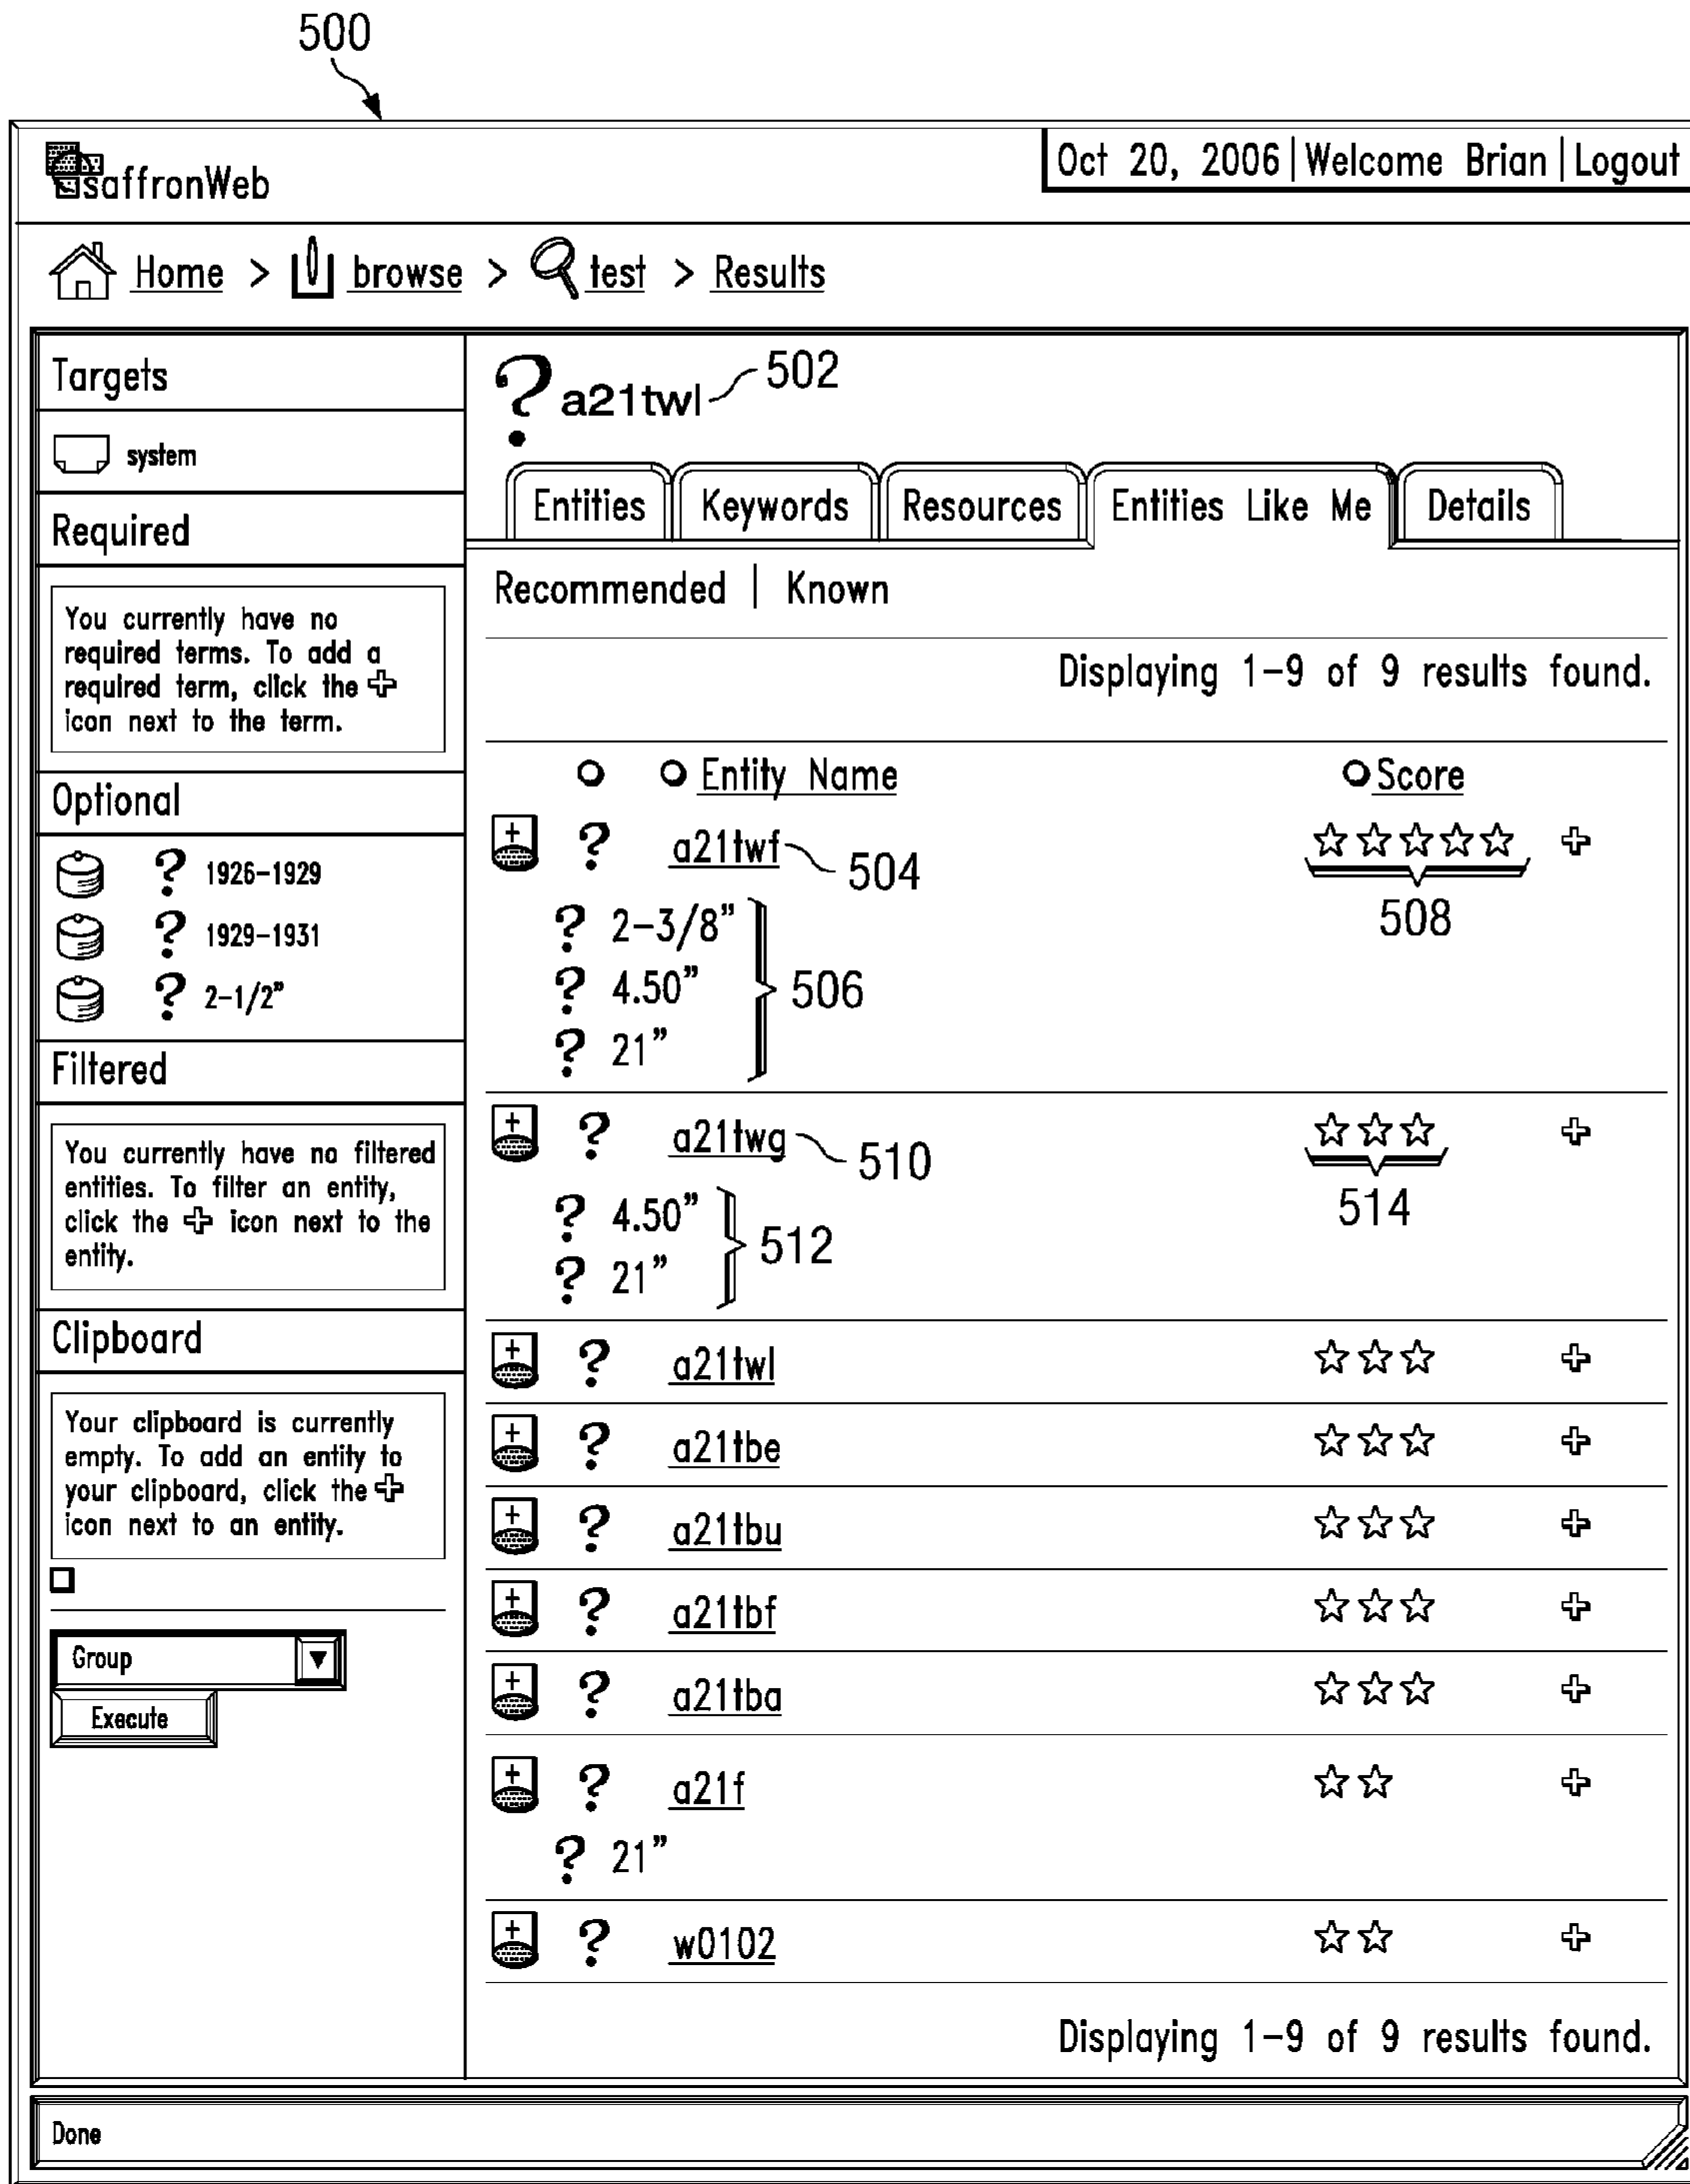 500
saffronWeb
Oct 20, 2006|Welcome Brian|Logout
Home > browse > test > Results
Targets
system
Required
You currently have no
required terms. To add a
required term, click the
icon next to the term.
Optional
? 1926-1929
? 1929-1931
? 2-1/2"
Filtered
You currently have no filtered
entities. To filter an entity,
click the icon next to the
entity.
Clipboard
Your clipboard is currently
empty. To add an entity to
your clipboard, click the
icon next to an entity.
Group
Execute
? a21twl 502
Entities Keywords Resources Entities Like Me Details
Recommended | Known
Displaying 1-9 of 9 results found.
Entity Name Score
? a21twf 504
508
? 2-3/8"
? 4.50" 506
? 21"
? a21twg 510
514
? 4.50"
512
? 21"
? a21twl
? a21tbe
? a21tbu
? a21tbf
? a21tba
? a21f
? 21"
? w0102
Displaying 1-9 of 9 results found.
Done